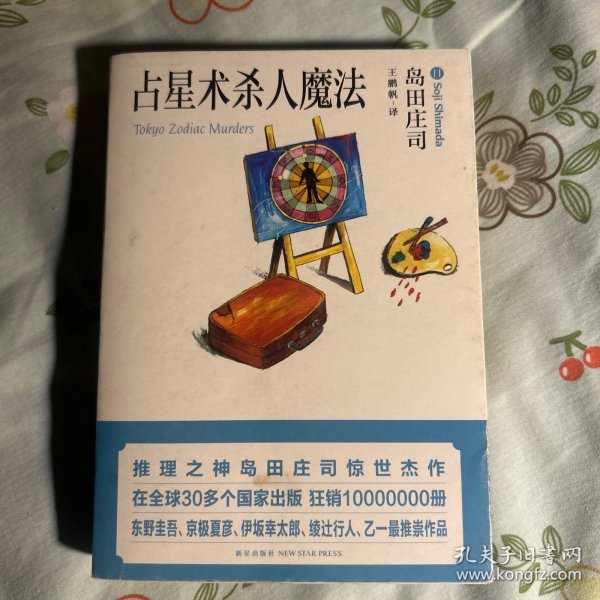 占星术杀人魔法
Tokyo Zodiac Murders
日 Soji Shimada
岛田庄司
王鹏帆-译
推理之神岛田庄司惊世杰作
在全球30多个国家出版 狂销10000000册
东野圭吾、京极夏彦、伊坂幸太郎、绫辻行人、乙一最推崇作品
新星出版社 NEW STAR PRESS
孔夫子旧书网
www.kongfz.com